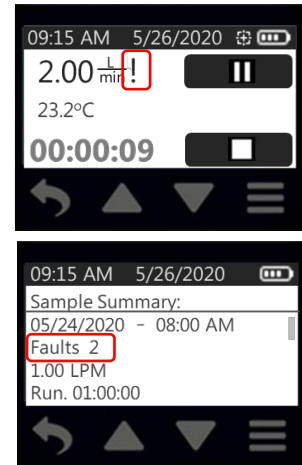 09:15 AM 5/26/2020
2.00 L/min !
23.2ºC
00:00:09
09:15 AM 5/26/2020
Sample Summary:
05/24/2020 - 08:00 AM
Faults 2
1.00 LPM
Run. 01:00:00